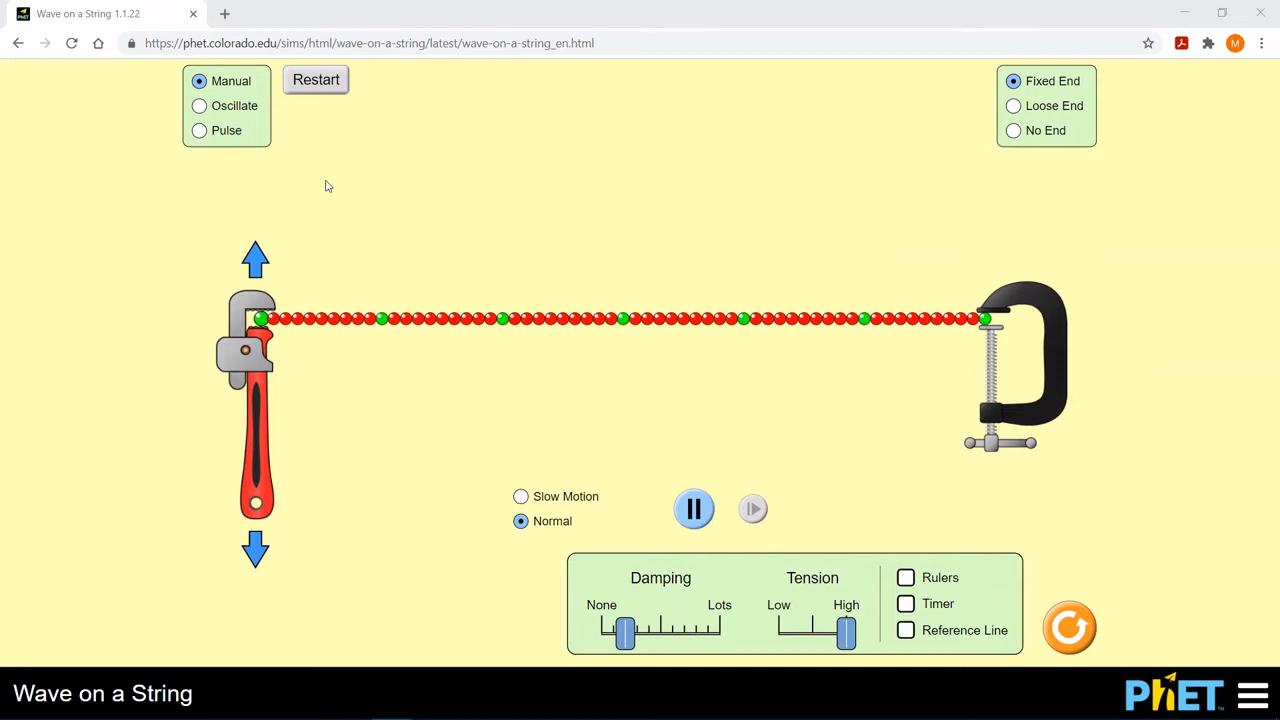 Wave on a String 1.1.22
https://phet.colorado.edu/sims/html/wave-on-a-string/latest/wave-on-a-string_en.html
M
Manual
Oscillate
Pulse
Restart
Fixed End
Loose End
No End
Slow Motion
Normal
Damping
None
Lots
Tension
Low
High
Rulers
Timer
Reference Line
Wave on a String
PhET